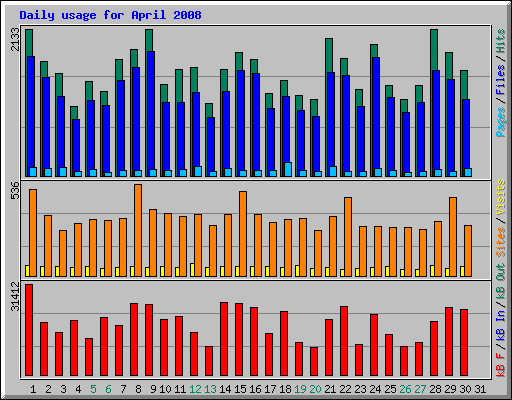 Daily usage for April 2008
2133
Pages / Files / Hits
536
Sites / Visits
31412
kB F / kB In / kB Out
1 2 3 4 5 6 7 8 9 10 11 12 13 14 15 16 17 18 19 20 21 22 23 24 25 26 27 28 29 30 31